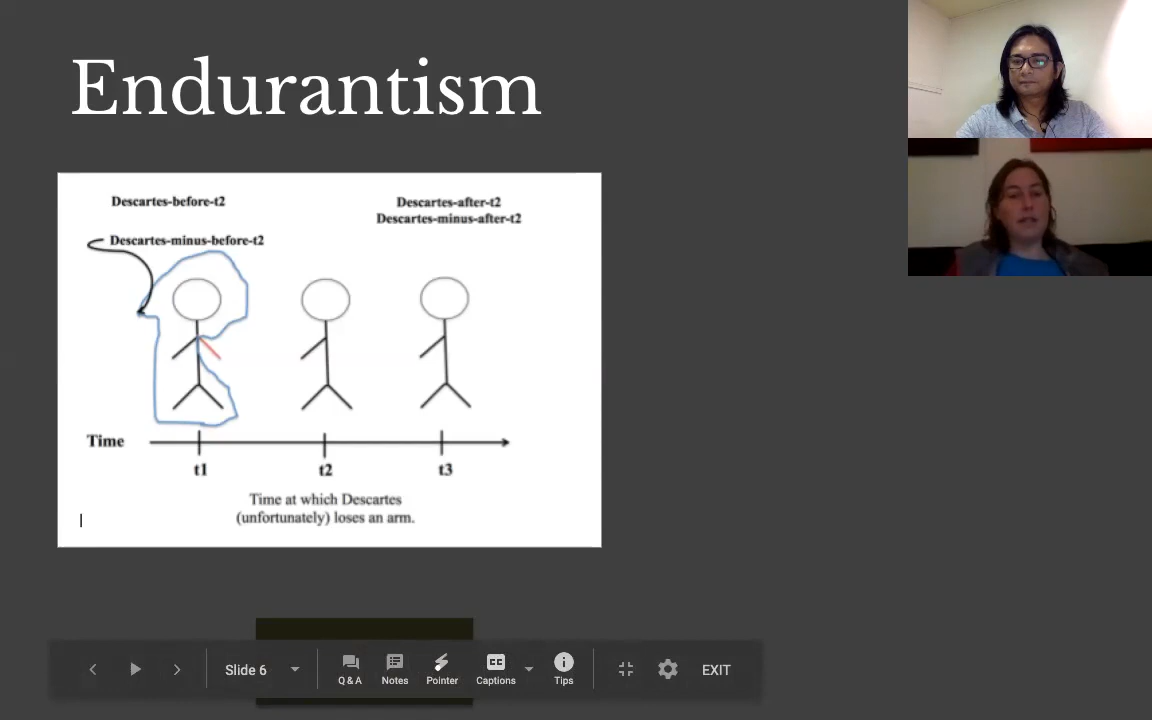 Endurantism
Descartes-before-t2
Descartes-after-t2
Descartes-minus-after-t2
Descartes-minus-before-t2
Time
t1
t2
t3
Time at which Descartes
(unfortunately) loses an arm.
Slide 6
Q & A
Notes
Pointer
CC
Captions
Tips
EXIT